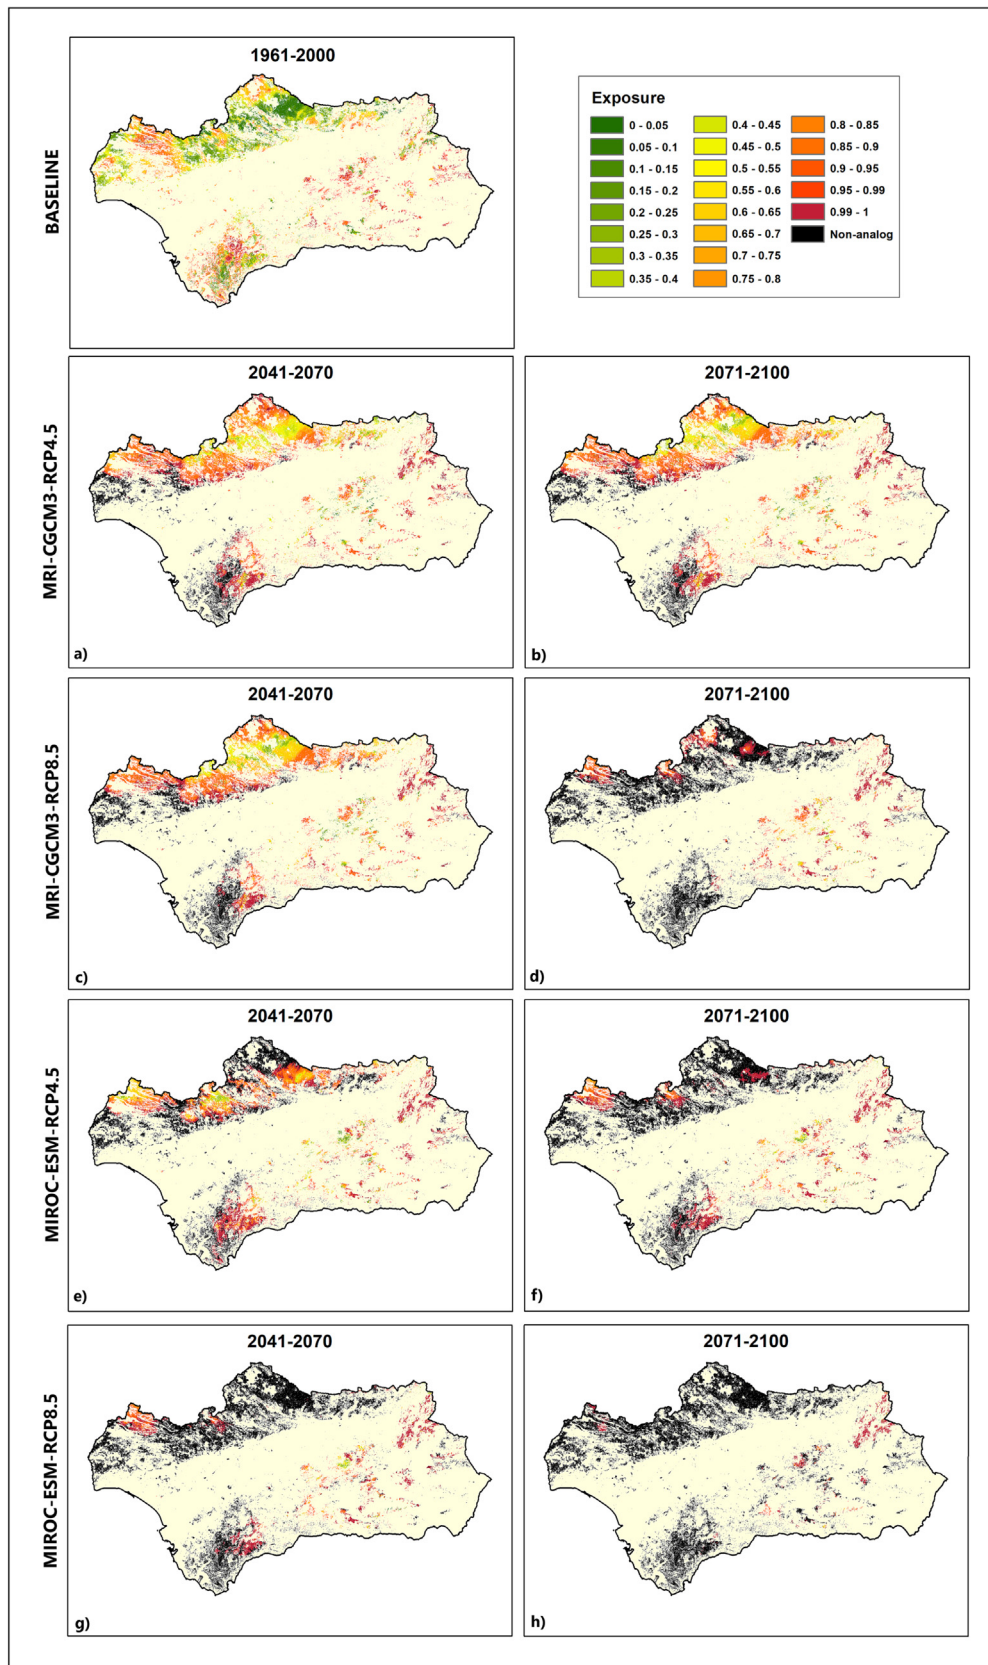 1961-2000
BASELINE
Exposure
0 - 0.05
0.05 - 0.1
0.1 - 0.15
0.15 - 0.2
0.2 - 0.25
0.25 - 0.3
0.3 - 0.35
0.35 - 0.4
0.4 - 0.45
0.45 - 0.5
0.5 - 0.55
0.55 - 0.6
0.6 - 0.65
0.65 - 0.7
0.7 - 0.75
0.75 - 0.8
0.8 - 0.85
0.85 - 0.9
0.9 - 0.95
0.95 - 0.99
0.99 - 1
Non-analog
MRI-CGCM3-RCP4.5
2041-2070
a)
2071-2100
b)
MRI-CGCM3-RCP8.5
2041-2070
c)
2071-2100
d)
MIROC-ESM-RCP4.5
2041-2070
e)
2071-2100
f)
MIROC-ESM-RCP8.5
2041-2070
g)
2071-2100
h)